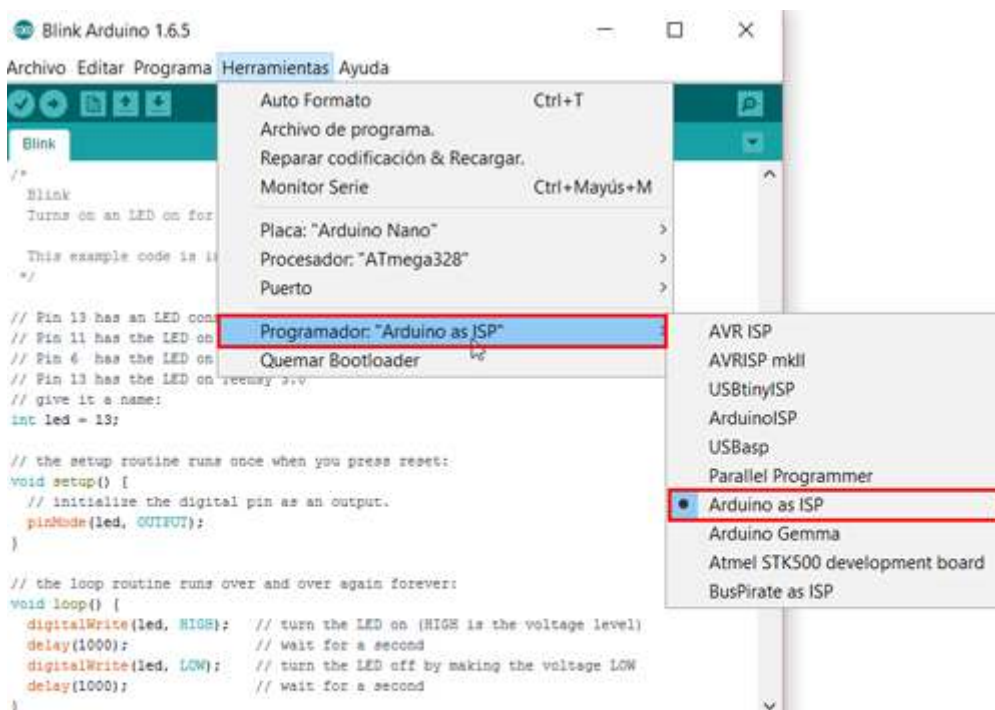 Blink Arduino 1.6.5
Archivo Editar Programa Herramientas Ayuda
Blink
Auto Formato Ctrl+T
Archivo de programa.
Reparar codificación & Recargar.
Monitor Serie Ctrl+Mayús+M
Placa: "Arduino Nano"
Procesador: "ATmega328"
Puerto
Programador: "Arduino as ISP"
Quemar Bootloader
AVR ISP
AVRISP mkII
USBtinyISP
ArduinoISP
USBasp
Parallel Programmer
Arduino as ISP
Arduino Gemma
Atmel STK500 development board
BusPirate as ISP
/*
Blink
Turns on an LED on for
This example code is
*/
// Pin 13 has an LED
// Pin 11 has the LED on
// Pin 6 has the LED on
// Pin 13 has the LED on
// give it a name:
int led = 13;
// the setup routine runs once when you press reset:
void setup() {
// initialize the digital pin as an output.
pinMode(led, OUTPUT);
}
// the loop routine runs over and over again forever:
void loop() {
digitalWrite(led, HIGH); // turn the LED on (HIGH is the voltage level)
delay(1000); // wait for a second
digitalWrite(led, LOW); // turn the LED off by making the voltage LOW
delay(1000); // wait for a second
}